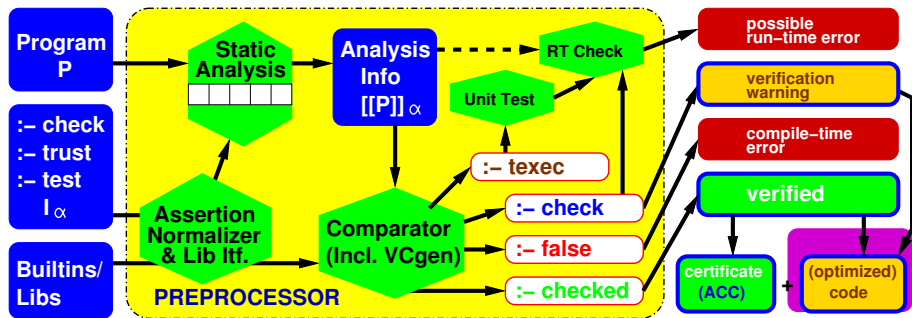 Program
P
:− check
:− trust
:− test
I α
Builtins/
Libs
Static
Analysis
Assertion
Normalizer
& Lib Itf.
PREPROCESSOR
Analysis
Info
[[P]] α
RT Check
Unit Test
Comparator
(Incl. VCgen)
:− texec
:− check
:− false
:− checked
possible
run−time error
verification
warning
compile−time
error
verified
certificate
(ACC)
+
(optimized)
code